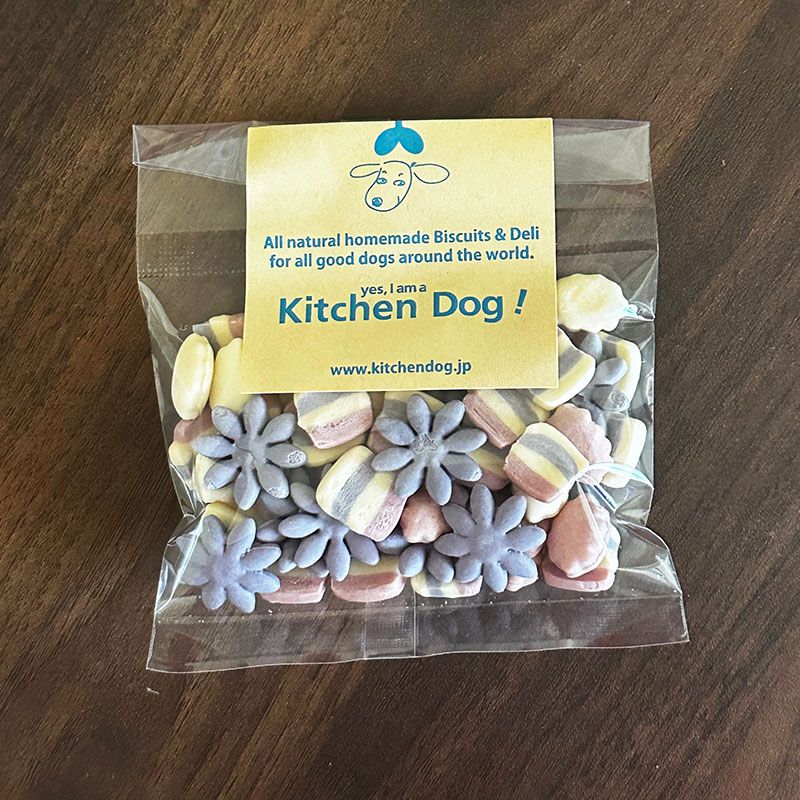 All natural homemade Biscuits & Deli
for all good dogs around the world.
yes, I am a
Kitchen Dog !
www.kitchendog.jp